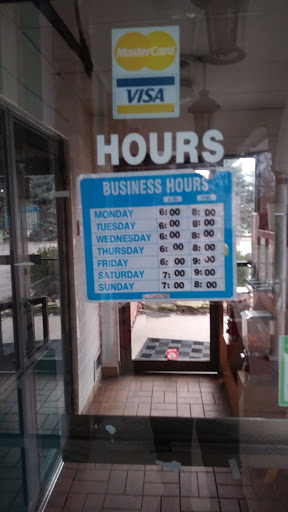 MasterCard
VISA
HOURS
BUSINESS HOURS
A.M. P.M.
MONDAY 6:00 8:00
TUESDAY 6:00 8:00
WEDNESDAY 6:00 8:00
THURSDAY 6:00 8:00
FRIDAY 6:00 9:00
SATURDAY 7:00 9:00
SUNDAY 7:00 8:00